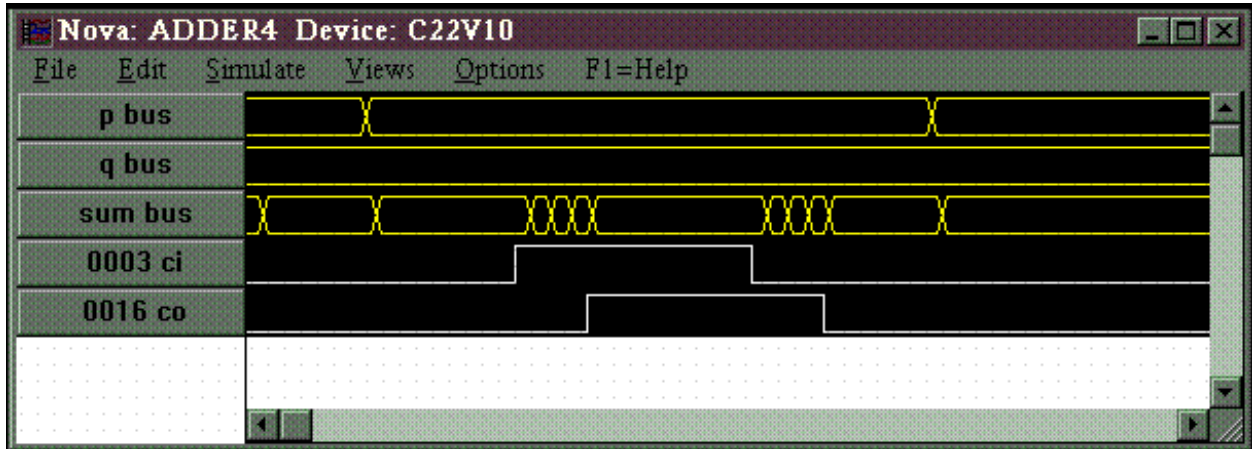 Nova: ADDER4 Device: C22V10
File Edit Simulate Views Options F1=Help
p bus
q bus
sum bus
0003 ci
0016 co